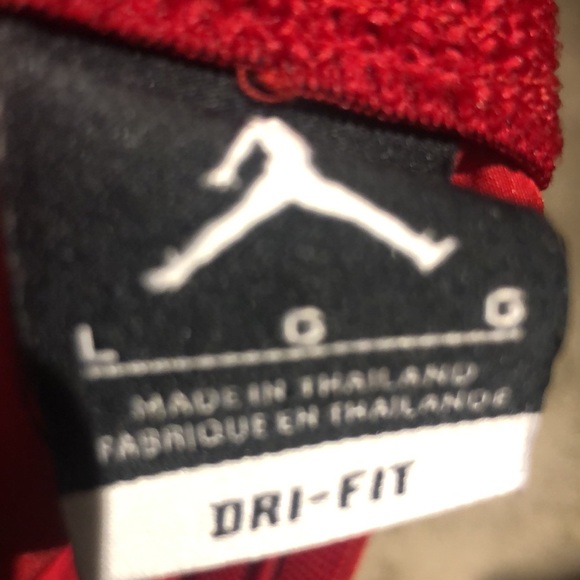 L G G
MADE IN THAILAND
FABRIQUE EN THAILANDE
DRI-FIT